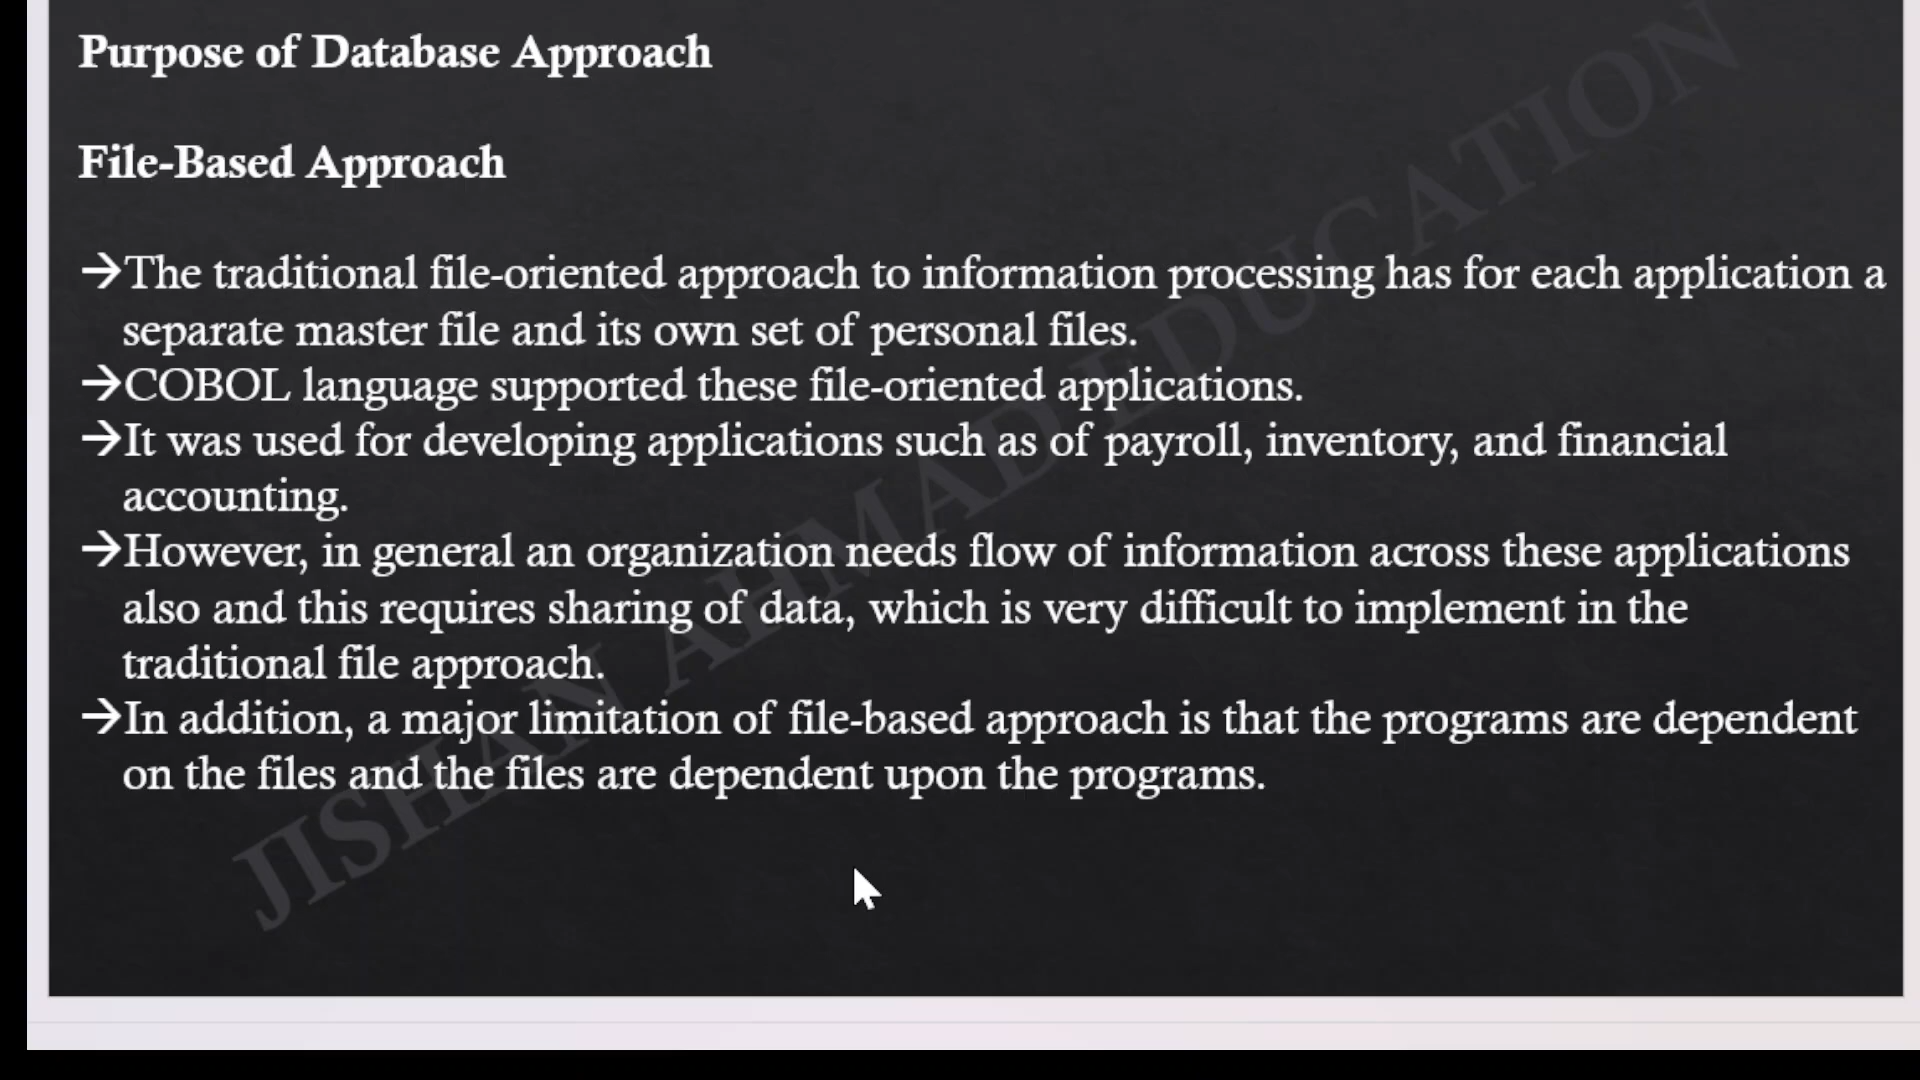 Purpose of Database Approach
File-Based Approach
→The traditional file-oriented approach to information processing has for each application a
separate master file and its own set of personal files.
→COBOL language supported these file-oriented applications.
→It was used for developing applications such as of payroll, inventory, and financial
accounting.
→However, in general an organization needs flow of information across these applications
also and this requires sharing of data, which is very difficult to implement in the
traditional file approach.
→In addition, a major limitation of file-based approach is that the programs are dependent
on the files and the files are dependent upon the programs.
JISHAN AHMAD EDUCATION